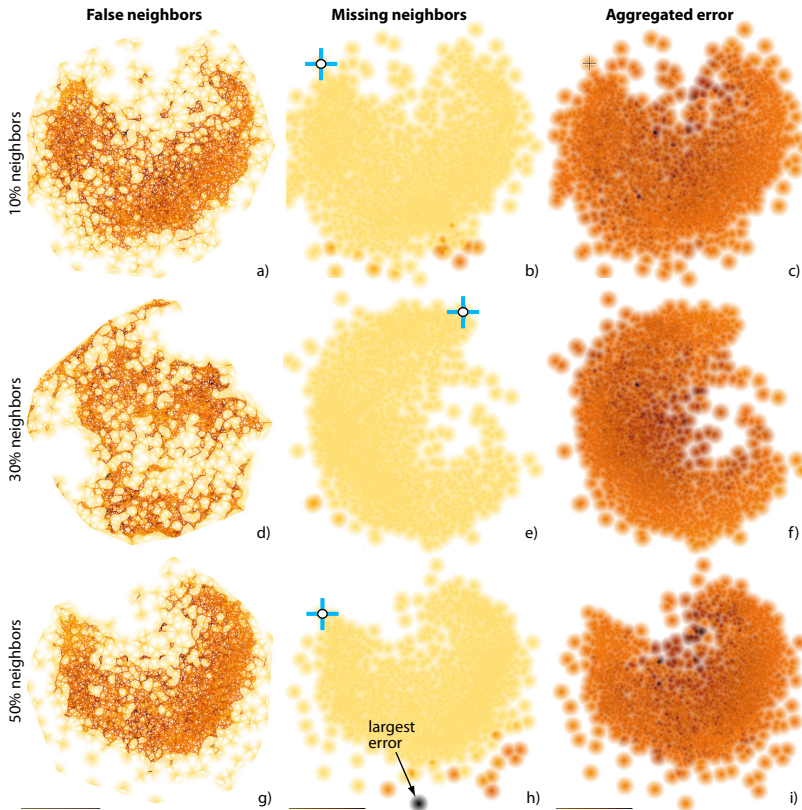 False neighbors
Missing neighbors
Aggregated error
10% neighbors
a)
b)
c)
30% neighbors
d)
e)
f)
50% neighbors
largest
error
g)
h)
i)